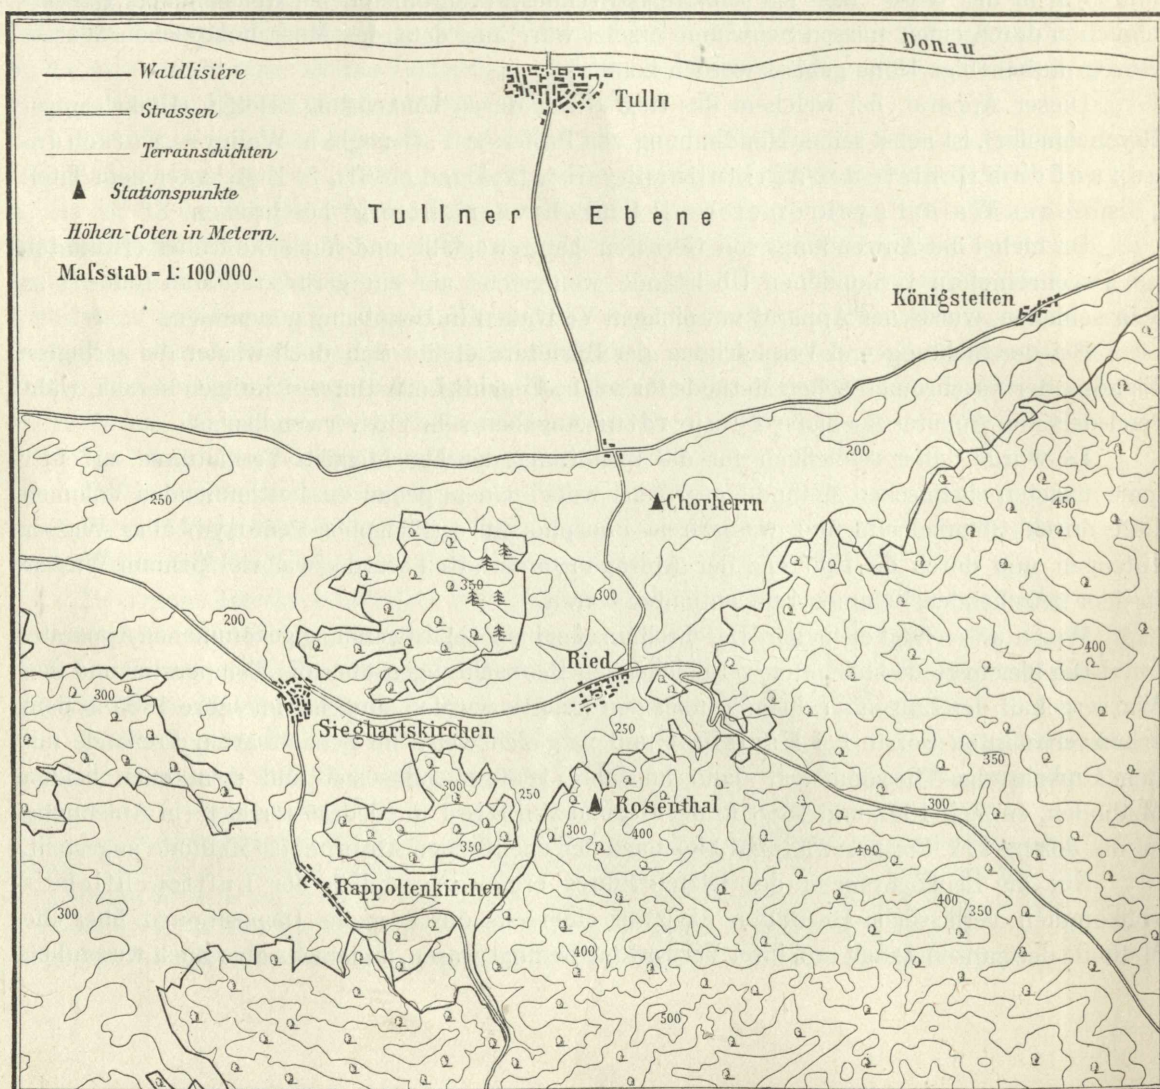 Donau
Waldlisière
Strassen
Terrainschichten
Stationspunkte
Höhen-Coten in Metern.
Maſsstab = 1: 100,000.
Tulln
Tullner Ebene
Königstetten
200
250
Chorherrn
450
350
300
200
400
Ried
300
300
Sieghartskirchen
250
350
300
250
Rosenthal
300
300
400
350
400
Rappoltenkirchen
400
350
300
400
500